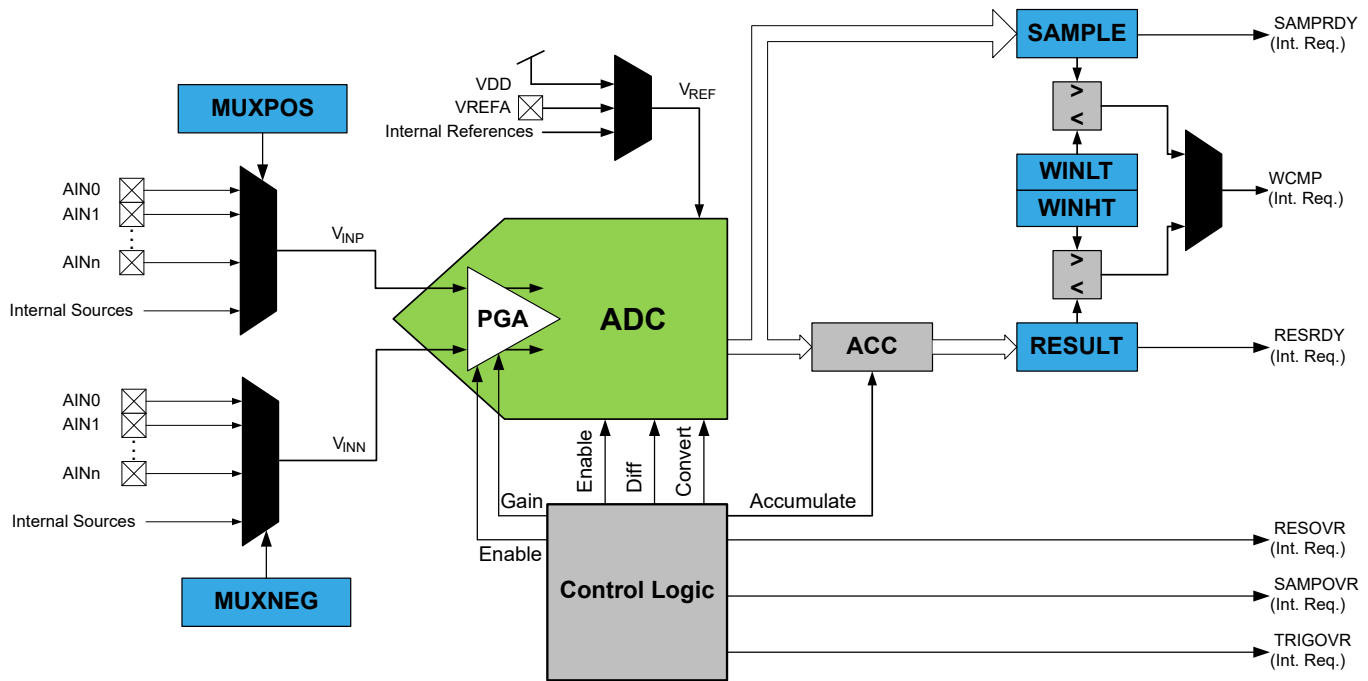 SAMPLE
SAMPRDY
(Int. Req.)
VDD
VREFA
Internal References
VREF
MUXPOS
>
<
AIN0
AIN1
AINn
Internal Sources
VINP
WINLT
WINHT
WCMP
(Int. Req.)
>
<
PGA
ADC
ACC
RESULT
RESRDY
(Int. Req.)
AIN0
AIN1
AINn
Internal Sources
VINN
Enable
Diff
Convert
Gain
Enable
Accumulate
Control Logic
MUXNEG
RESOVR
(Int. Req.)
SAMPOVR
(Int. Req.)
TRIGOVR
(Int. Req.)